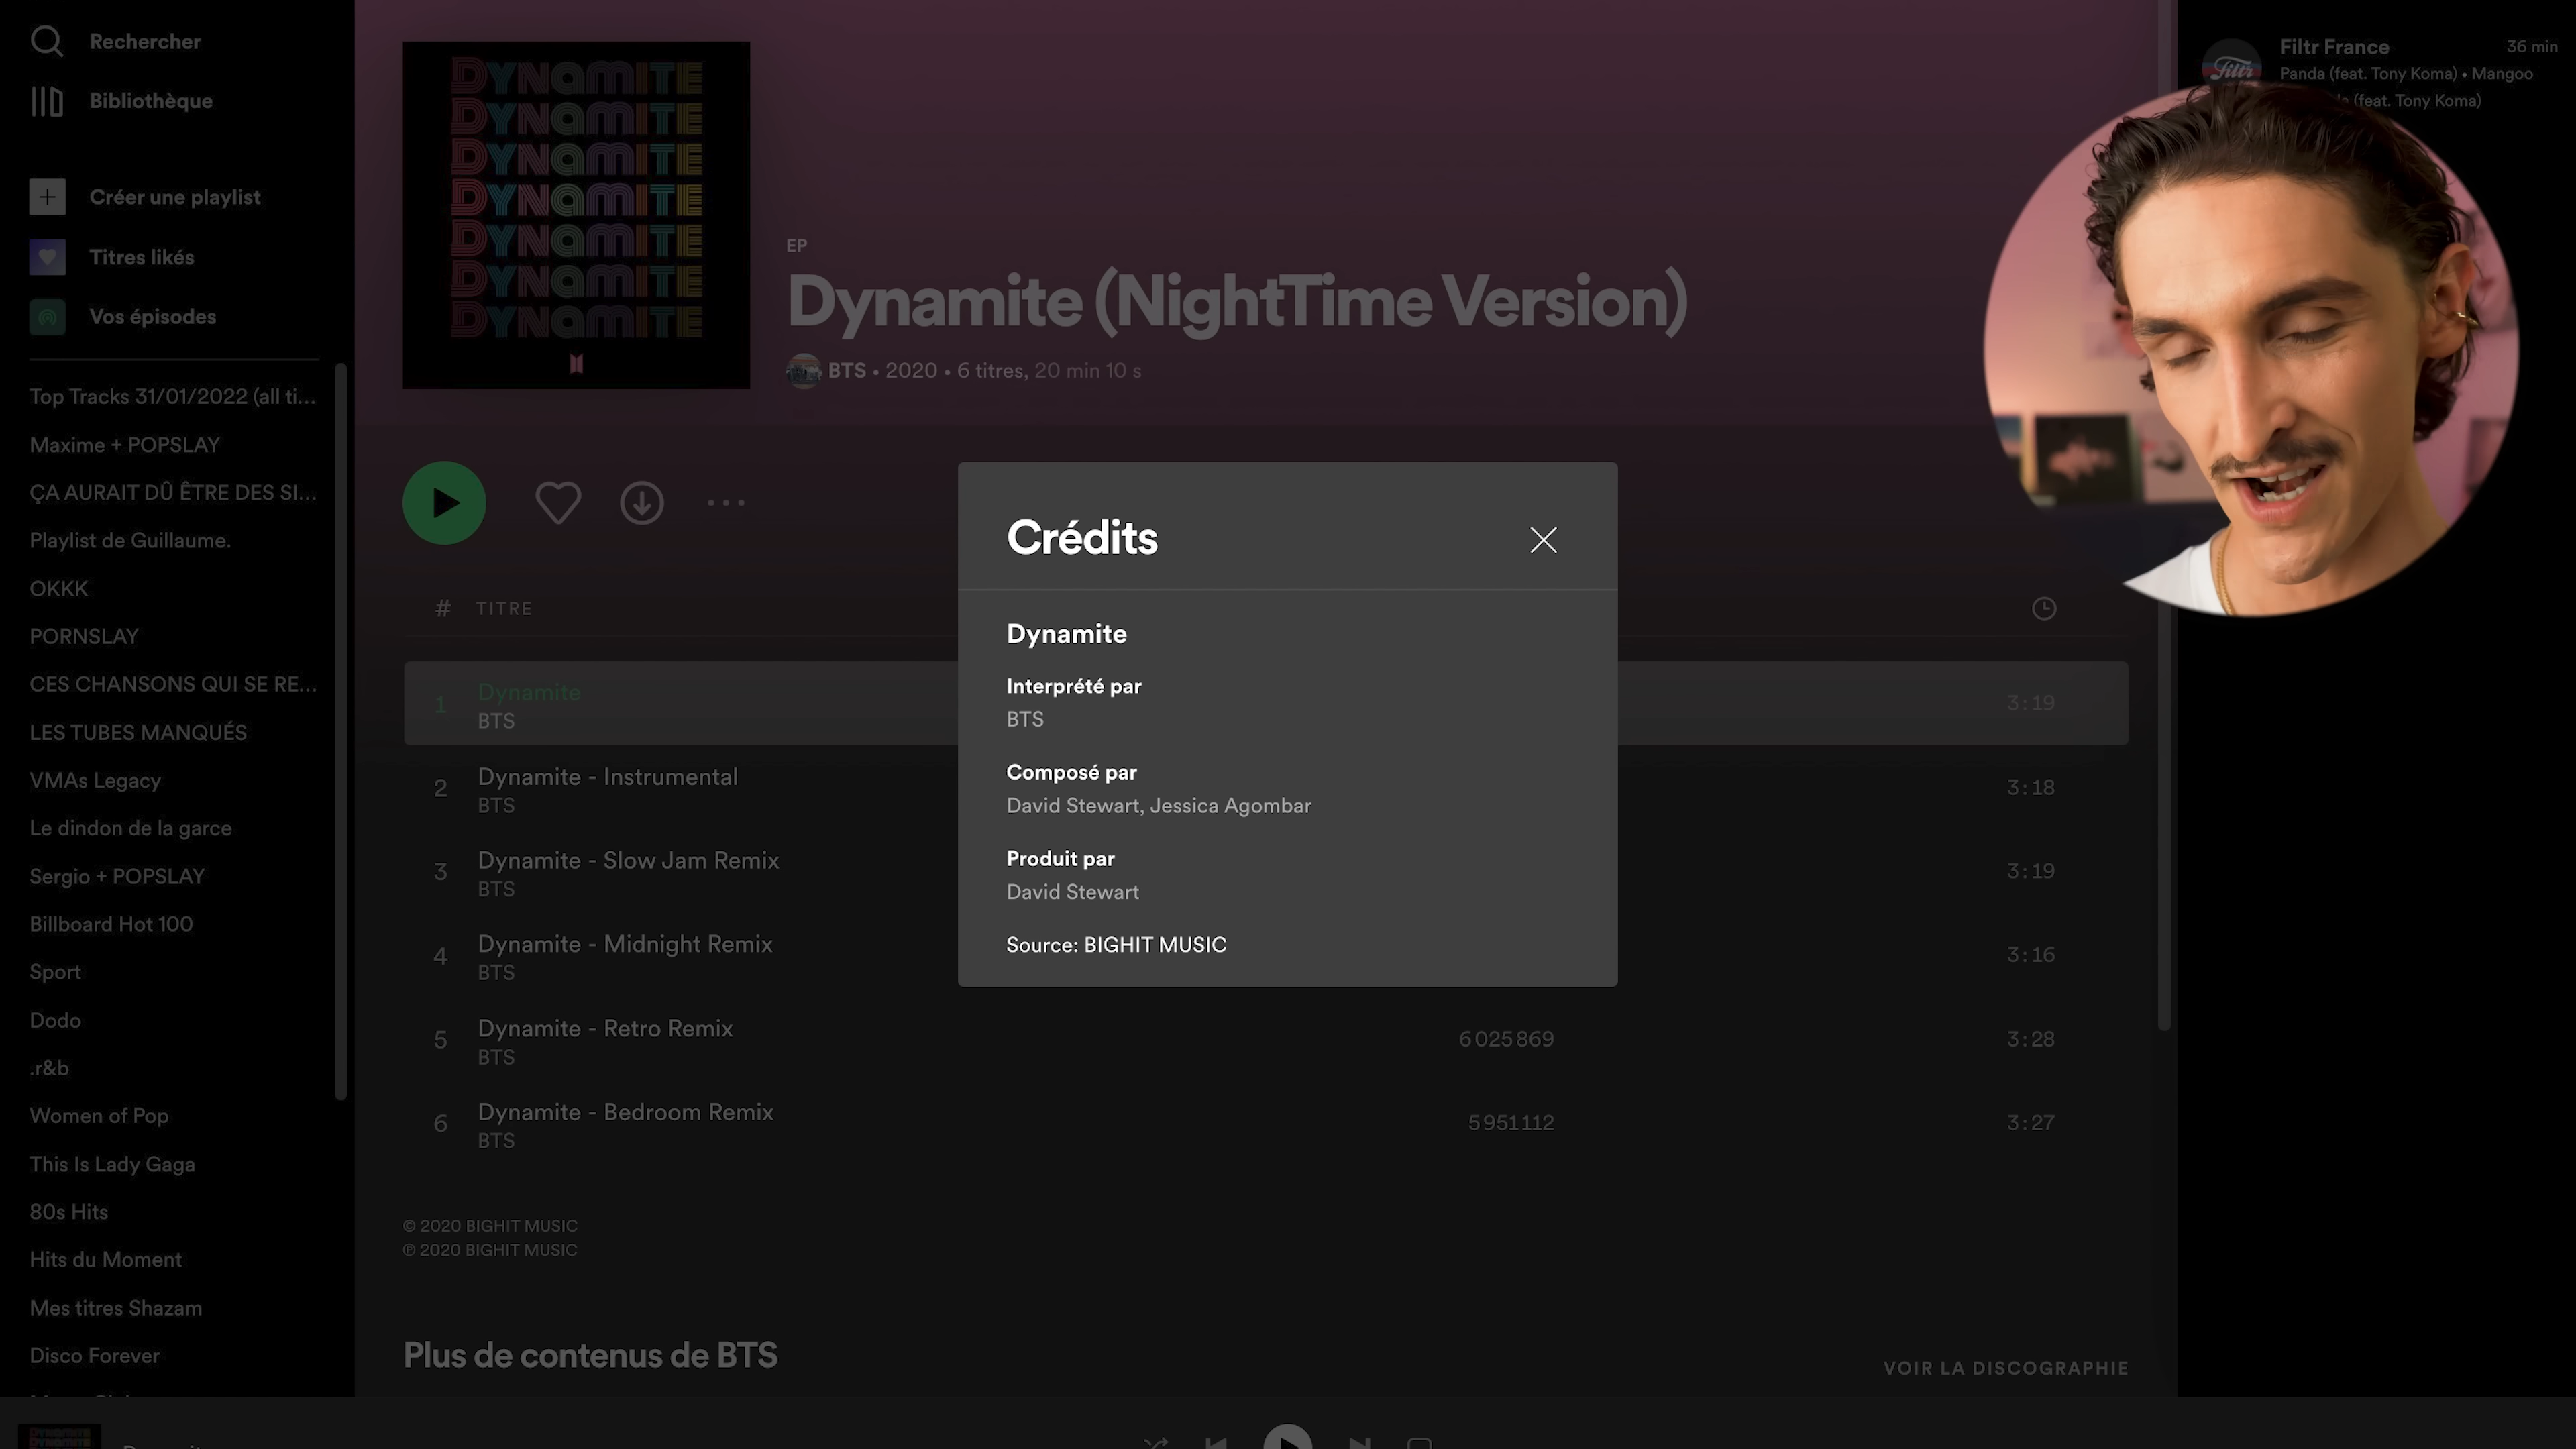 Rechercher
Bibliothèque
Créer une playlist
Titres likés
Vos épisodes
Top Tracks 31/01/2022 (all ti...
Maxime + POPSLAY
ÇA AURAIT DÛ ÊTRE DES SI...
Playlist de Guillaume.
OKKK
PORNSLAY
CES CHANSONS QUI SE RE...
LES TUBES MANQUÉS
VMAs Legacy
Le dindon de la garce
Sergio + POPSLAY
Billboard Hot 100
Sport
Dodo
.r&b
Women of Pop
This Is Lady Gaga
80s Hits
Hits du Moment
Mes titres Shazam
Disco Forever
DYNAMITE
DYNAMITE
DYNAMITE
DYNAMITE
DYNAMITE
DYNAMITE
DYNAMITE
EP
Dynamite (NightTime Version)
BTS • 2020 • 6 titres, 20 min 10 s
# TITRE
1 Dynamite 3:19
BTS
2 Dynamite - Instrumental 3:18
BTS
3 Dynamite - Slow Jam Remix 3:19
BTS
4 Dynamite - Midnight Remix 3:16
BTS
5 Dynamite - Retro Remix 6 025 869 3:28
BTS
6 Dynamite - Bedroom Remix 5 951 112 3:27
BTS
© 2020 BIGHIT MUSIC
℗ 2020 BIGHIT MUSIC
Plus de contenus de BTS
VOIR LA DISCOGRAPHIE
Crédits
Dynamite
Interprété par
BTS
Composé par
David Stewart, Jessica Agombar
Produit par
David Stewart
Source: BIGHIT MUSIC
Filtr
Filtr France 36 min
Panda (feat. Tony Koma) • Mangoo
(feat. Tony Koma)